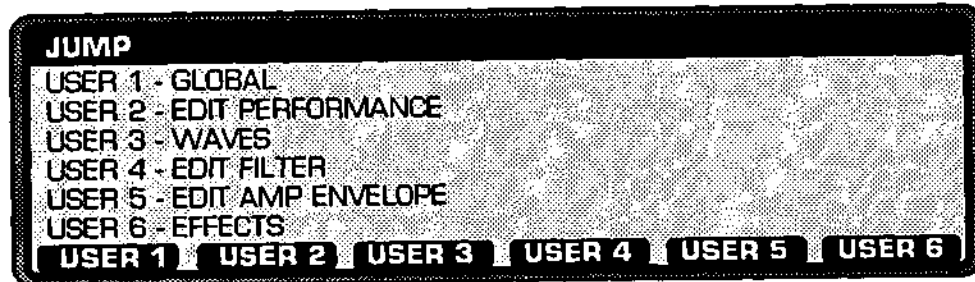 JUMP
USER 1 - GLOBAL
USER 2 - EDIT PERFORMANCE
USER 3 - WAVES
USER 4 - EDIT FILTER
USER 5 - EDIT AMP ENVELOPE
USER 6 - EFFECTS
USER 1 USER 2 USER 3 USER 4 USER 5 USER 6